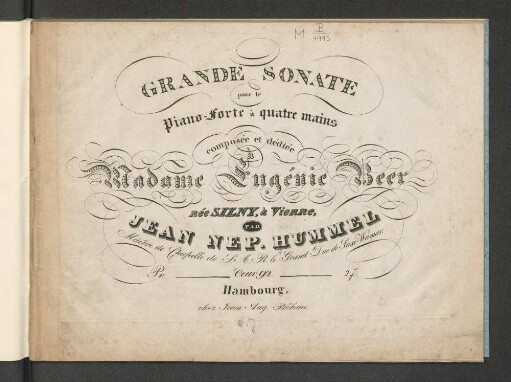 M B
4443
GRANDE SONATE
pour le
Piano-Forte à quatre mains
composée et dédiée
à
Madame Eugénie Beer
née SILNY, à Vienne,
PAR
JEAN NEP. HUMMEL
Maître de Chapelle de S. A. R. le Grand Duc de Saxe Weimar.
Pr. Oeuv. 92.
Hambourg,
chez Jean Aug. Böhme.